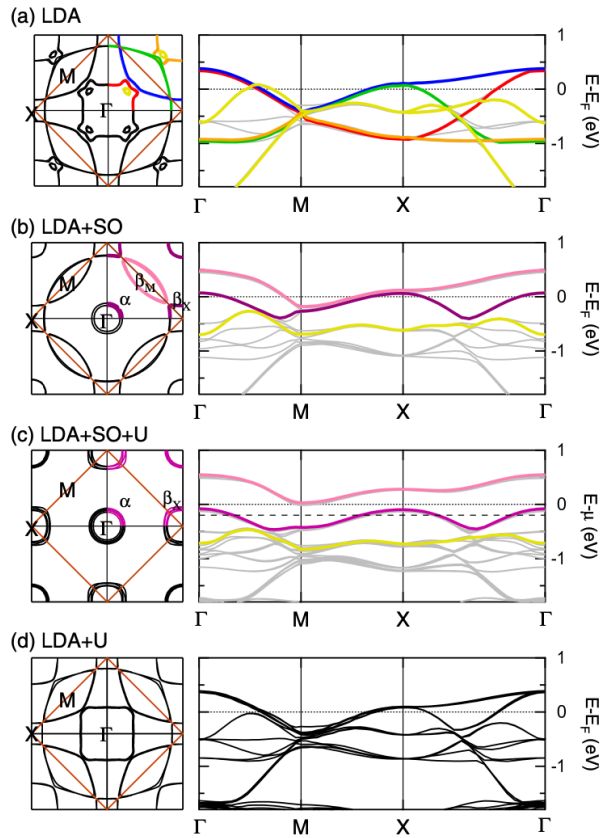 (a) LDA
M
Γ
X
1
0
-1
E-E_F (eV)
Γ M X Γ
(b) LDA+SO
M
β_M
α
β_X
Γ
X
1
0
-1
E-E_F (eV)
Γ M X Γ
(c) LDA+SO+U
M
α
β_X
Γ
X
1
0
-1
E-μ (eV)
Γ M X Γ
(d) LDA+U
M
Γ
X
1
0
-1
E-E_F (eV)
Γ M X Γ